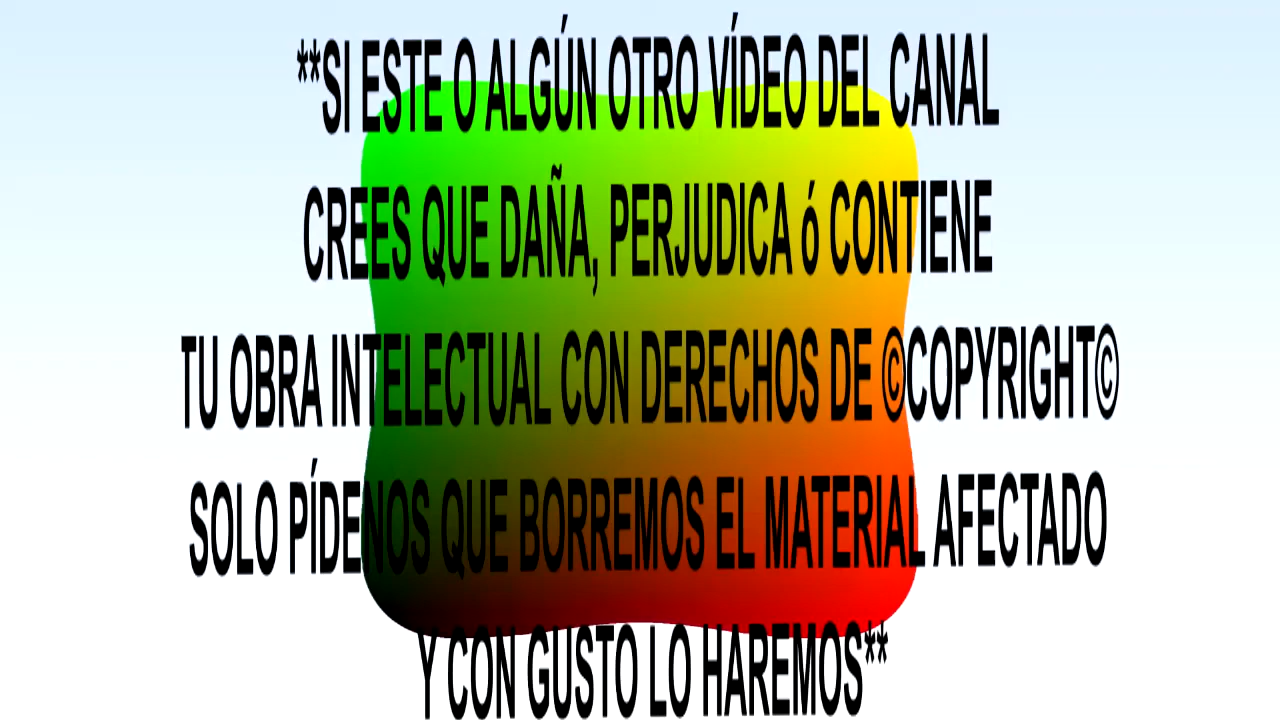 **SI ESTE O ALGÚN OTRO VÍDEO DEL CANAL
CREES QUE DAÑA, PERJUDICA ó CONTIENE
TU OBRA INTELECTUAL CON DERECHOS DE ©COPYRIGHT©
SOLO PÍDENOS QUE BORREMOS EL MATERIAL AFECTADO
Y CON GUSTO LO HAREMOS**